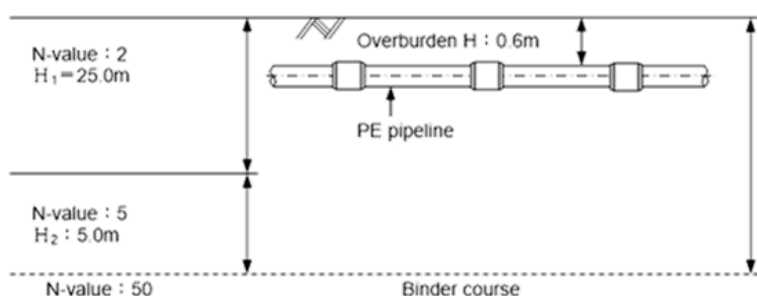 Overburden H：0.6m
N-value：2
H₁=25.0m
PE pipeline
N-value：5
H₂：5.0m
N-value：50
Binder course